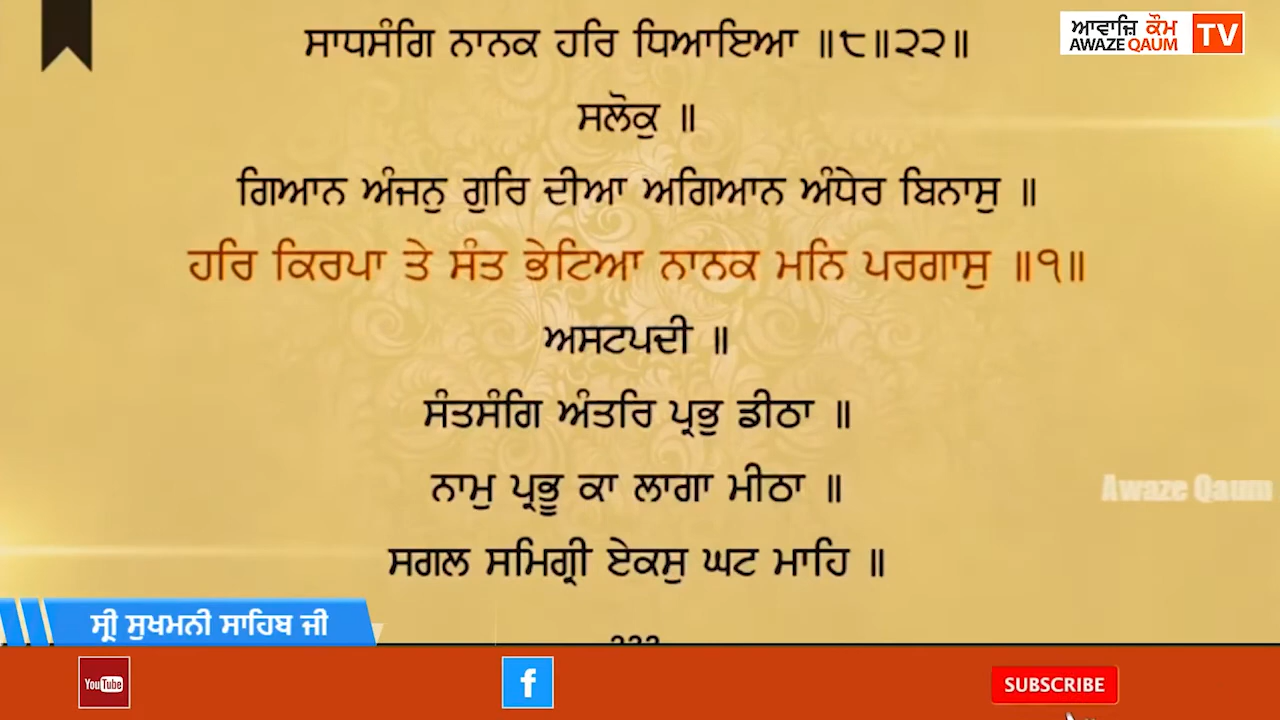 ਸਾਧਸੰਗਿ ਨਾਨਕ ਹਰਿ ਧਿਆਇਆ ॥੮॥੨੨॥
ਆਵਾਜ਼ਿ ਕੌਮ
AWAZE QAUM TV
ਸਲੋਕੁ ॥
ਗਿਆਨ ਅੰਜਨੁ ਗੁਰਿ ਦੀਆ ਅਗਿਆਨ ਅੰਧੇਰ ਬਿਨਾਸੁ ॥
ਹਰਿ ਕਿਰਪਾ ਤੇ ਸੰਤ ਭੇਟਿਆ ਨਾਨਕ ਮਨਿ ਪਰਗਾਸੁ ॥੧॥
ਅਸਟਪਦੀ ॥
ਸੰਤਸੰਗਿ ਅੰਤਰਿ ਪ੍ਰਭੁ ਡੀਠਾ ॥
ਨਾਮੁ ਪ੍ਰਭੂ ਕਾ ਲਾਗਾ ਮੀਠਾ ॥
Awaze Qaum
ਸਗਲ ਸਮਿਗ੍ਰੀ ਏਕਸੁ ਘਟ ਮਾਹਿ ॥
ਸ੍ਰੀ ਸੁਖਮਨੀ ਸਾਹਿਬ ਜੀ
YouTube
f
SUBSCRIBE